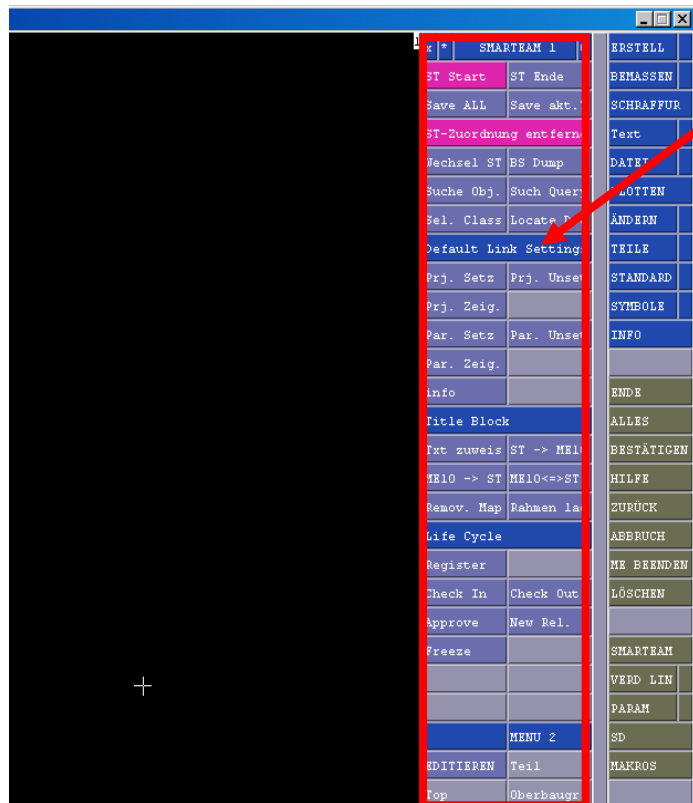 x * SMARTEAM 1
ST Start ST Ende
Save ALL Save akt.
ST-Zuordnung entferne
Wechsel ST BS Dump
Suche Obj. Such Query
Sel. Class Locate
Default Link Settings
Prj. Setz Prj. Unset
Prj. Zeig.
Par. Setz Par. Unset
Par. Zeig.
info
Title Block
Txt zuweis ST -> ME10
ME10 -> ST ME10<=>ST
Remov. Map Rahmen lad
Life Cycle
Register
Check In Check Out
Approve New Rel.
Freeze
MENU 2
EDITIEREN Teil
Top Oberbaugr
ERSTELL
BEMASSEN
SCHRAFFUR
Text
DATEI
PLOTTEN
ÄNDERN
TEILE
STANDARD
SYMBOLE
INFO
ENDE
ALLES
BESTÄTIGEN
HILFE
ZURÜCK
ABBRUCH
ME BEENDEN
LÖSCHEN
SMARTEAM
VERD LIN
PARAM
SD
MAKROS